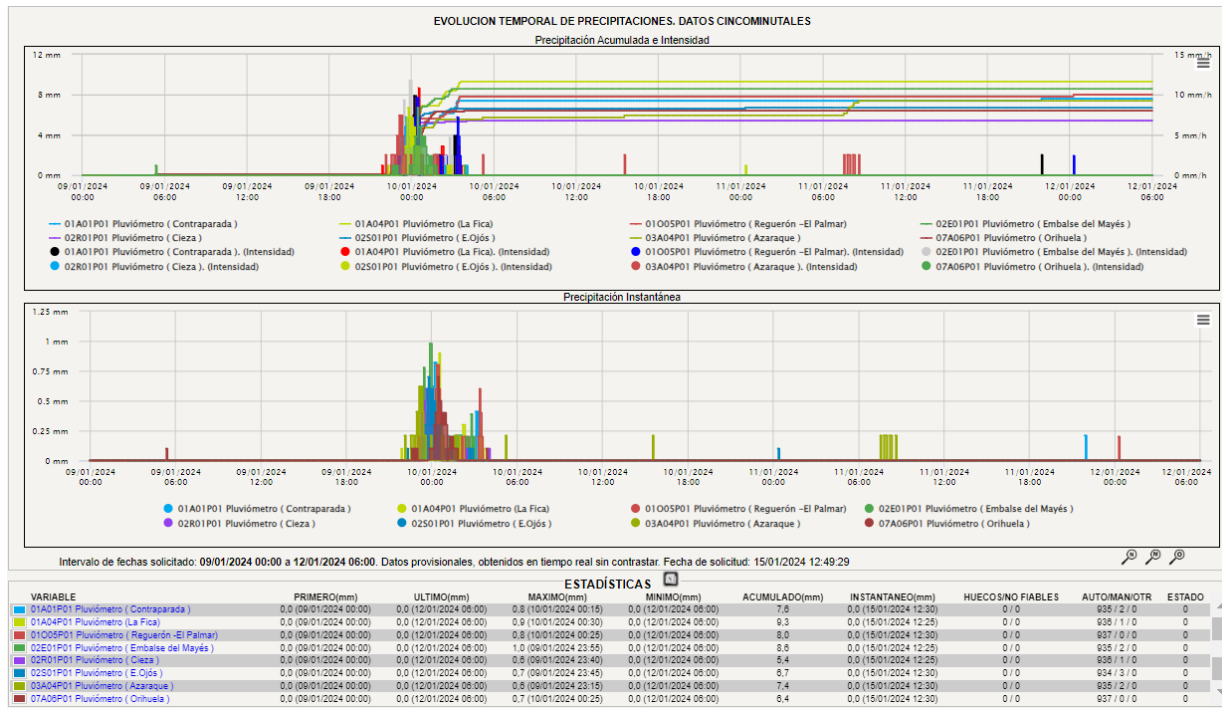 EVOLUCION TEMPORAL DE PRECIPITACIONES. DATOS CINCOMINUTALES
Precipitación Acumulada e Intensidad
12 mm 15 mm/h
8 mm 10 mm/h
4 mm 5 mm/h
0 mm 0 mm/h
09/01/2024 09/01/2024 09/01/2024 09/01/2024 10/01/2024 10/01/2024 10/01/2024 10/01/2024 11/01/2024 11/01/2024 11/01/2024 11/01/2024 12/01/2024 12/01/2024
00:00 06:00 12:00 18:00 00:00 06:00 12:00 18:00 00:00 06:00 12:00 18:00 00:00 06:00
01A01P01 Pluviómetro ( Contraparada ) 01A04P01 Pluviómetro (La Fica) 01O05P01 Pluviómetro ( Reguerón -El Palmar) 02E01P01 Pluviómetro ( Embalse del Mayés )
02R01P01 Pluviómetro ( Cieza ) 02S01P01 Pluviómetro ( E.Ojós ) 03A04P01 Pluviómetro ( Azaraque ) 07A06P01 Pluviómetro ( Orihuela )
01A01P01 Pluviómetro ( Contraparada ). (Intensidad) 01A04P01 Pluviómetro (La Fica). (Intensidad) 01O05P01 Pluviómetro ( Reguerón -El Palmar). (Intensidad) 02E01P01 Pluviómetro ( Embalse del Mayés ). (Intensidad)
02R01P01 Pluviómetro ( Cieza ). (Intensidad) 02S01P01 Pluviómetro ( E.Ojós ). (Intensidad) 03A04P01 Pluviómetro ( Azaraque ). (Intensidad) 07A06P01 Pluviómetro ( Orihuela ). (Intensidad)
Precipitación Instantánea
1.25 mm
1 mm
0.75 mm
0.5 mm
0.25 mm
0 mm
09/01/2024 09/01/2024 09/01/2024 09/01/2024 10/01/2024 10/01/2024 10/01/2024 10/01/2024 11/01/2024 11/01/2024 11/01/2024 11/01/2024 12/01/2024 12/01/2024
00:00 06:00 12:00 18:00 00:00 06:00 12:00 18:00 00:00 06:00 12:00 18:00 00:00 06:00
01A01P01 Pluviómetro ( Contraparada ) 01A04P01 Pluviómetro (La Fica) 01O05P01 Pluviómetro ( Reguerón -El Palmar) 02E01P01 Pluviómetro ( Embalse del Mayés )
02R01P01 Pluviómetro ( Cieza ) 02S01P01 Pluviómetro ( E.Ojós ) 03A04P01 Pluviómetro ( Azaraque ) 07A06P01 Pluviómetro ( Orihuela )
Intervalo de fechas solicitado: 09/01/2024 00:00 a 12/01/2024 06:00. Datos provisionales, obtenidos en tiempo real sin contrastar. Fecha de solicitud: 15/01/2024 12:49:29
ESTADÍSTICAS
VARIABLE PRIMERO(mm) ULTIMO(mm) MAXIMO(mm) MINIMO(mm) ACUMULADO(mm) INSTANTANEO(mm) HUECOS/NO FIABLES AUTO/MAN/OTR ESTADO
01A01P01 Pluviómetro ( Contraparada ) 0,0 (09/01/2024 00:00) 0,0 (12/01/2024 06:00) 0,8 (10/01/2024 00:15) 0,0 (12/01/2024 06:00) 7,6 0,0 (15/01/2024 12:30) 0 / 0 935 / 2 / 0 0
01A04P01 Pluviómetro (La Fica) 0,0 (09/01/2024 00:00) 0,0 (12/01/2024 06:00) 0,9 (10/01/2024 00:30) 0,0 (12/01/2024 06:00) 9,3 0,0 (15/01/2024 12:25) 0 / 0 936 / 1 / 0 0
01O05P01 Pluviómetro ( Reguerón -El Palmar) 0,0 (09/01/2024 00:00) 0,0 (12/01/2024 06:00) 0,8 (10/01/2024 00:25) 0,0 (12/01/2024 06:00) 8,0 0,0 (15/01/2024 12:30) 0 / 0 937 / 0 / 0 0
02E01P01 Pluviómetro ( Embalse del Mayés ) 0,0 (09/01/2024 00:00) 0,0 (12/01/2024 06:00) 1,0 (09/01/2024 23:55) 0,0 (12/01/2024 06:00) 8,6 0,0 (15/01/2024 12:25) 0 / 0 935 / 2 / 0 0
02R01P01 Pluviómetro ( Cieza ) 0,0 (09/01/2024 00:00) 0,0 (12/01/2024 06:00) 0,6 (09/01/2024 23:40) 0,0 (12/01/2024 06:00) 5,4 0,0 (15/01/2024 12:25) 0 / 0 936 / 1 / 0 0
02S01P01 Pluviómetro ( E.Ojós ) 0,0 (09/01/2024 00:00) 0,0 (12/01/2024 06:00) 0,7 (09/01/2024 23:45) 0,0 (12/01/2024 06:00) 6,7 0,0 (15/01/2024 12:30) 0 / 0 934 / 3 / 0 0
03A04P01 Pluviómetro ( Azaraque ) 0,0 (09/01/2024 00:00) 0,0 (12/01/2024 06:00) 0,6 (09/01/2024 23:15) 0,0 (12/01/2024 06:00) 7,4 0,0 (15/01/2024 12:30) 0 / 0 935 / 2 / 0 0
07A06P01 Pluviómetro ( Orihuela ) 0,0 (09/01/2024 00:00) 0,0 (12/01/2024 06:00) 0,7 (10/01/2024 00:25) 0,0 (12/01/2024 06:00) 6,4 0,0 (15/01/2024 12:30) 0 / 0 937 / 0 / 0 0